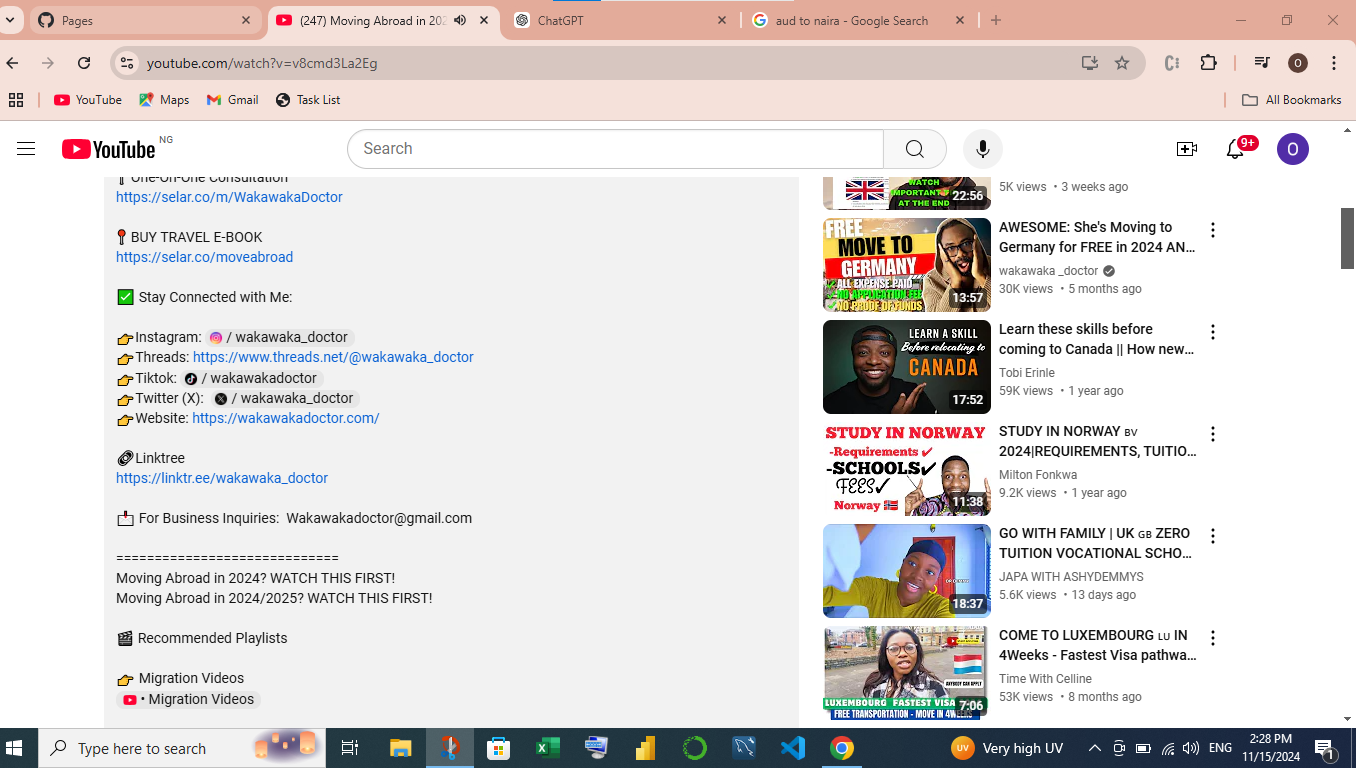 Pages
(247) Moving Abroad in 202
ChatGPT
aud to naira - Google Search
youtube.com/watch?v=v8cmd3La2Eg
YouTube
Maps
Gmail
Task List
All Bookmarks
YouTube NG
Search
9+
O
One-On-One Consultation
https://selar.co/m/WakawakaDoctor
BUY TRAVEL E-BOOK
https://selar.co/moveabroad
Stay Connected with Me:
Instagram: / wakawaka_doctor
Threads: https://www.threads.net/@wakawaka_doctor
Tiktok: / wakawakadoctor
Twitter (X): / wakawaka_doctor
Website: https://wakawakadoctor.com/
Linktree
https://linktr.ee/wakawaka_doctor
For Business Inquiries: Wakawakadoctor@gmail.com
=============================
Moving Abroad in 2024? WATCH THIS FIRST!
Moving Abroad in 2024/2025? WATCH THIS FIRST!
Recommended Playlists
Migration Videos
• Migration Videos
WATCH
IMPORTANT
AT THE END
22:56
5K views • 3 weeks ago
FREE
MOVE TO
GERMANY
ALL EXPENSE PAID
NO APPLICATION FEE
NO PROOF OF FUNDS
13:57
AWESOME: She's Moving to
Germany for FREE in 2024 AN...
wakawaka _doctor
30K views • 5 months ago
LEARN A SKILL
Before relocating to
CANADA
17:52
Learn these skills before
coming to Canada || How new...
Tobi Erinle
59K views • 1 year ago
STUDY IN NORWAY
-Requirements ✓
-SCHOOLS✓
FEES✓
Norway
11:38
STUDY IN NORWAY BV
2024|REQUIREMENTS, TUITIO...
Milton Fonkwa
9.2K views • 1 year ago
18:37
GO WITH FAMILY | UK GB ZERO
TUITION VOCATIONAL SCHO...
JAPA WITH ASHYDEMMYS
5.6K views • 13 days ago
ANYBODY CAN APPLY
LUXEMBOURG FASTEST VISA
FREE TRANSPORTATION - MOVE IN 4WEEKS
7:06
COME TO LUXEMBOURG LU IN
4Weeks - Fastest Visa pathwa...
Time With Celline
53K views • 8 months ago
Type here to search
UV
Very high UV
ENG
2:28 PM
11/15/2024
1